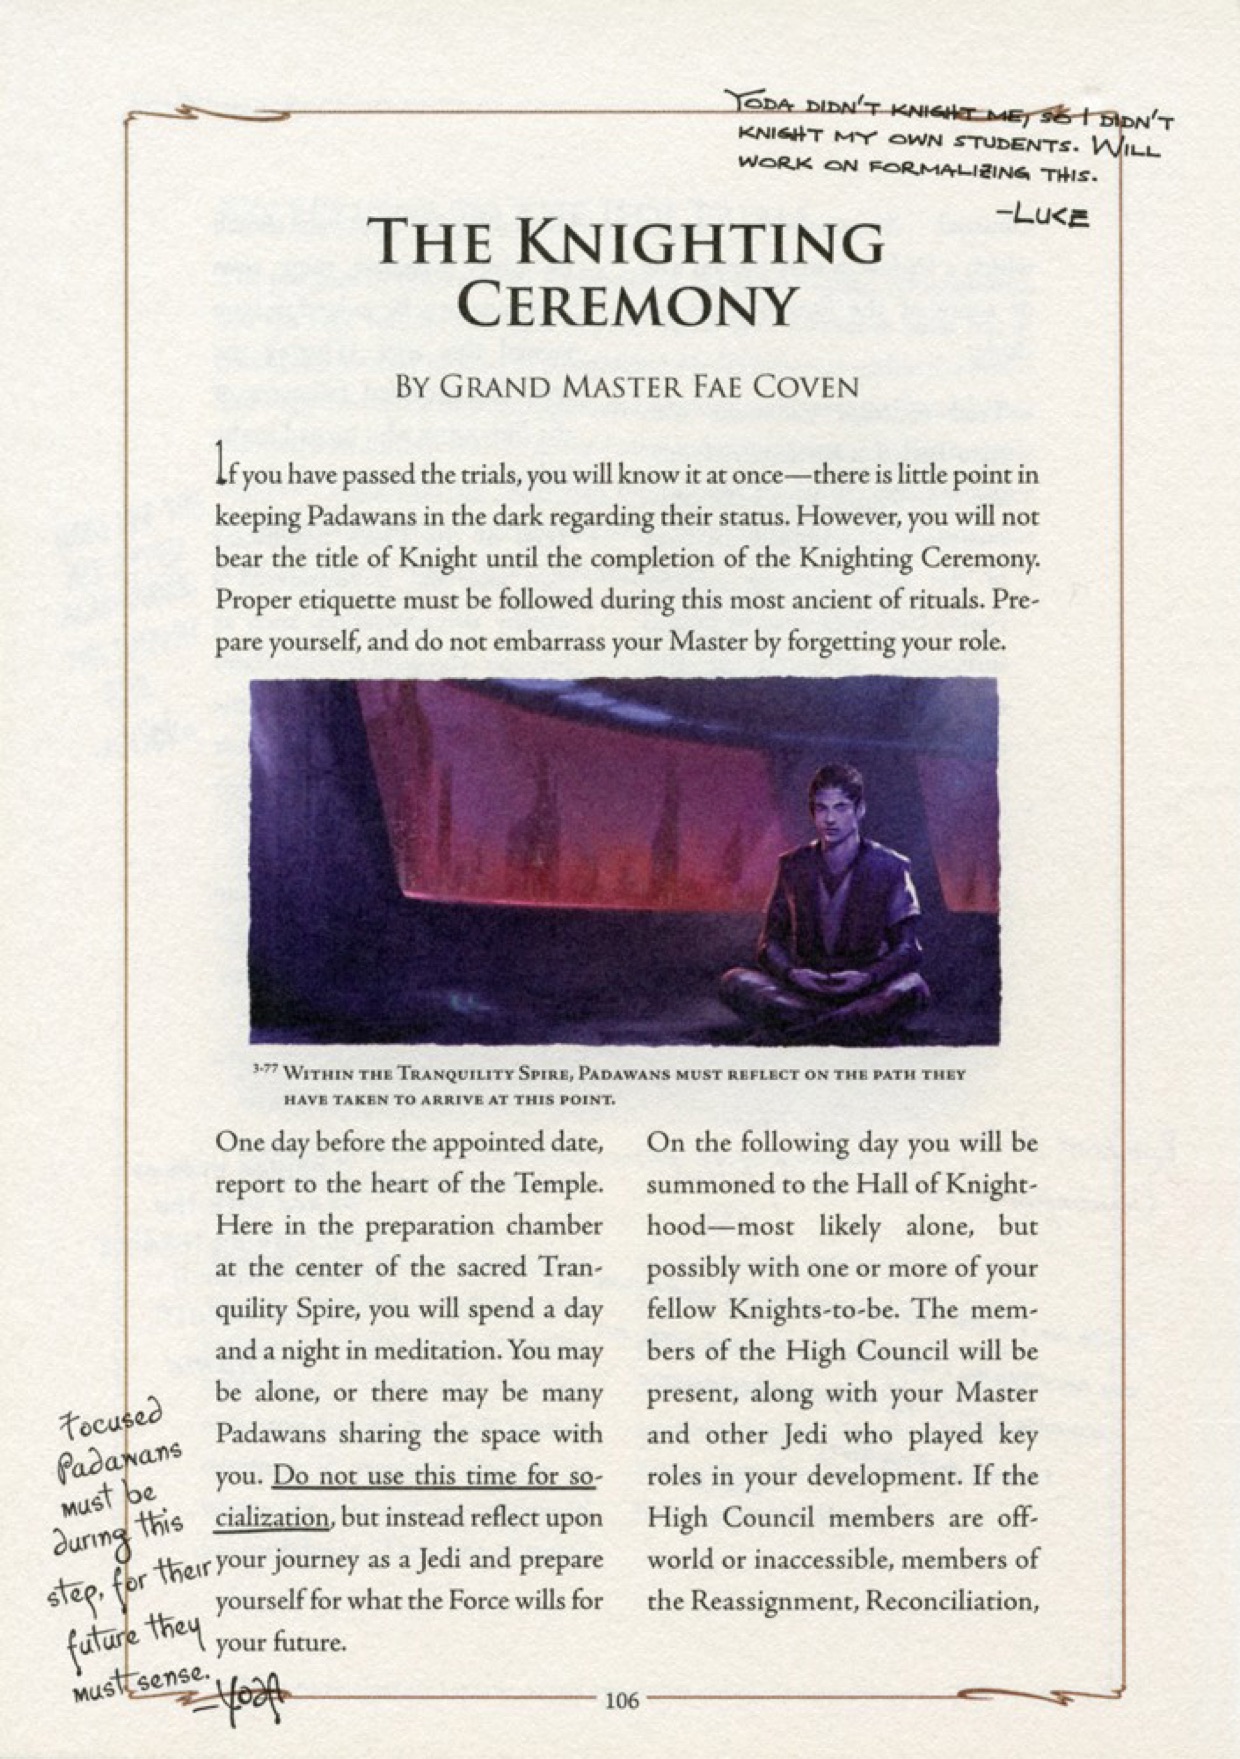 YODA DIDN'T KNIGHT ME, SO I DIDN'T
KNIGHT MY OWN STUDENTS. WILL
WORK ON FORMALIZING THIS.
-LUKE
THE KNIGHTING
CEREMONY
BY GRAND MASTER FAE COVEN
If you have passed the trials, you will know it at once—there is little point in
keeping Padawans in the dark regarding their status. However, you will not
bear the title of Knight until the completion of the Knighting Ceremony.
Proper etiquette must be followed during this most ancient of rituals. Pre-
pare yourself, and do not embarrass your Master by forgetting your role.
3-77 WITHIN THE TRANQUILITY SPIRE, PADAWANS MUST REFLECT ON THE PATH THEY
HAVE TAKEN TO ARRIVE AT THIS POINT.
One day before the appointed date,
report to the heart of the Temple.
Here in the preparation chamber
at the center of the sacred Tran-
quility Spire, you will spend a day
and a night in meditation. You may
be alone, or there may be many
Padawans sharing the space with
you. Do not use this time for so-
cialization, but instead reflect upon
your journey as a Jedi and prepare
yourself for what the Force wills for
your future.
On the following day you will be
summoned to the Hall of Knight-
hood—most likely alone, but
possibly with one or more of your
fellow Knights-to-be. The mem-
bers of the High Council will be
present, along with your Master
and other Jedi who played key
roles in your development. If the
High Council members are off-
world or inaccessible, members of
the Reassignment, Reconciliation,
Focused
Padawans
must be
during this
step, for their
future they
must sense.
-YODA
106